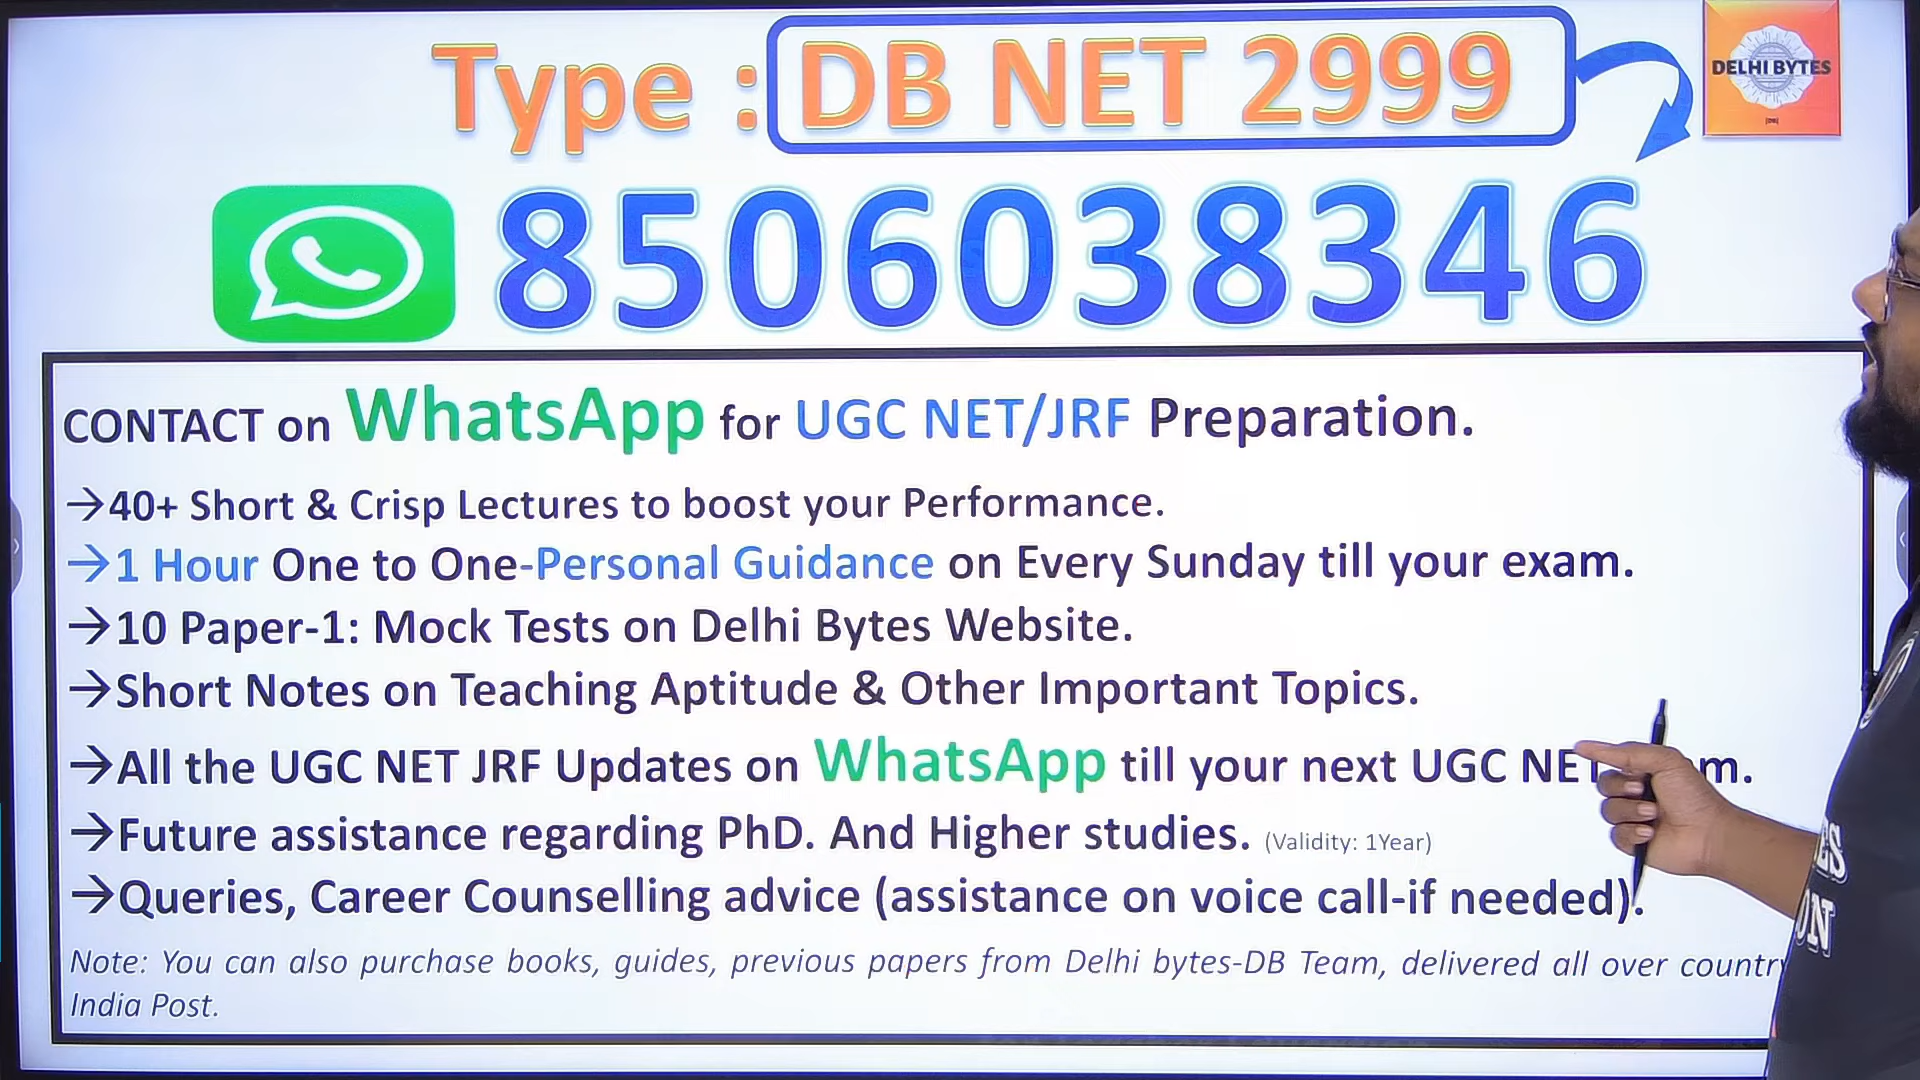 Type : DB NET 2999
DELHI BYTES
|DB|
8506038346
CONTACT on WhatsApp for UGC NET/JRF Preparation.
→40+ Short & Crisp Lectures to boost your Performance.
→1 Hour One to One-Personal Guidance on Every Sunday till your exam.
→10 Paper-1: Mock Tests on Delhi Bytes Website.
→Short Notes on Teaching Aptitude & Other Important Topics.
→All the UGC NET JRF Updates on WhatsApp till your next UGC NET
→Future assistance regarding PhD. And Higher studies. (Validity: 1Year)
→Queries, Career Counselling advice (assistance on voice call-if needed).
Note: You can also purchase books, guides, previous papers from Delhi bytes-DB Team, delivered all over country
India Post.